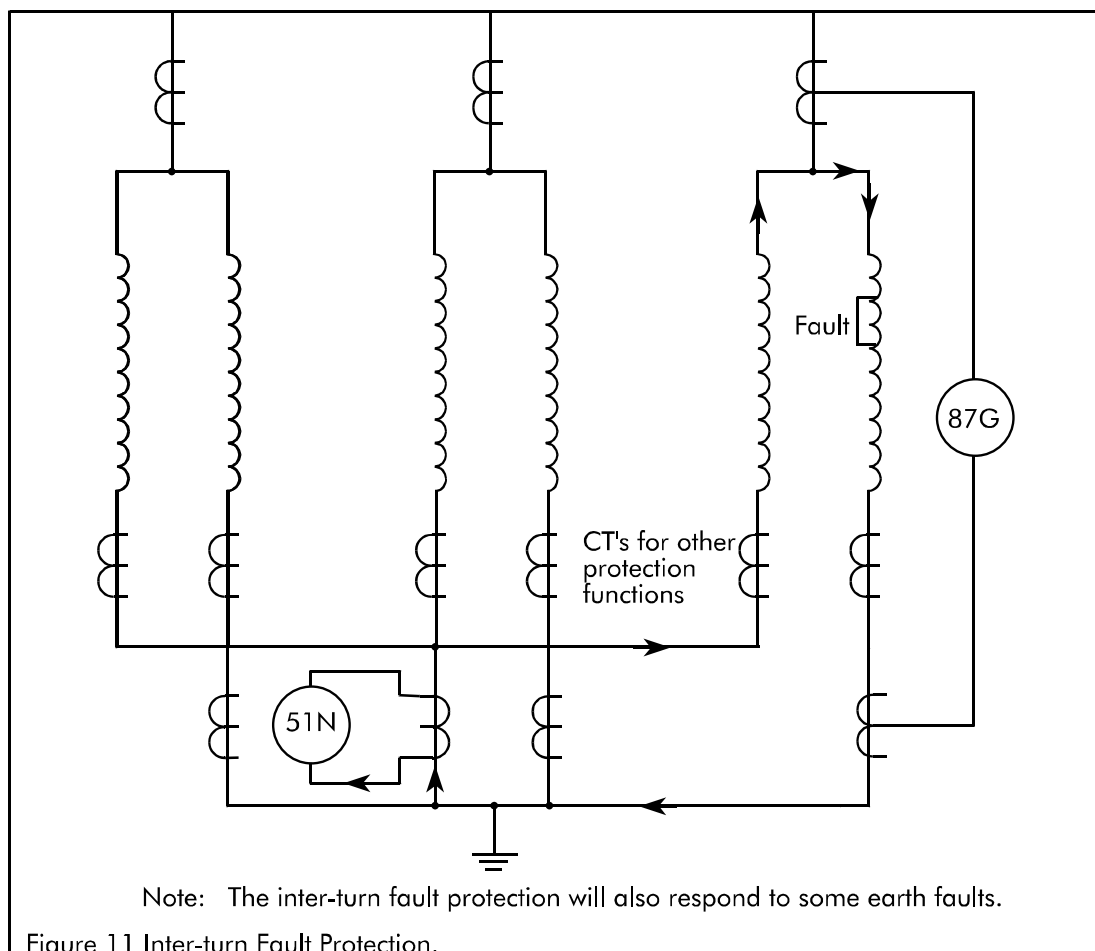 Fault
87G
CT's for other
protection
functions
51N
Note: The inter-turn fault protection will also respond to some earth faults.
Figure 11 Inter-turn Fault Protection.